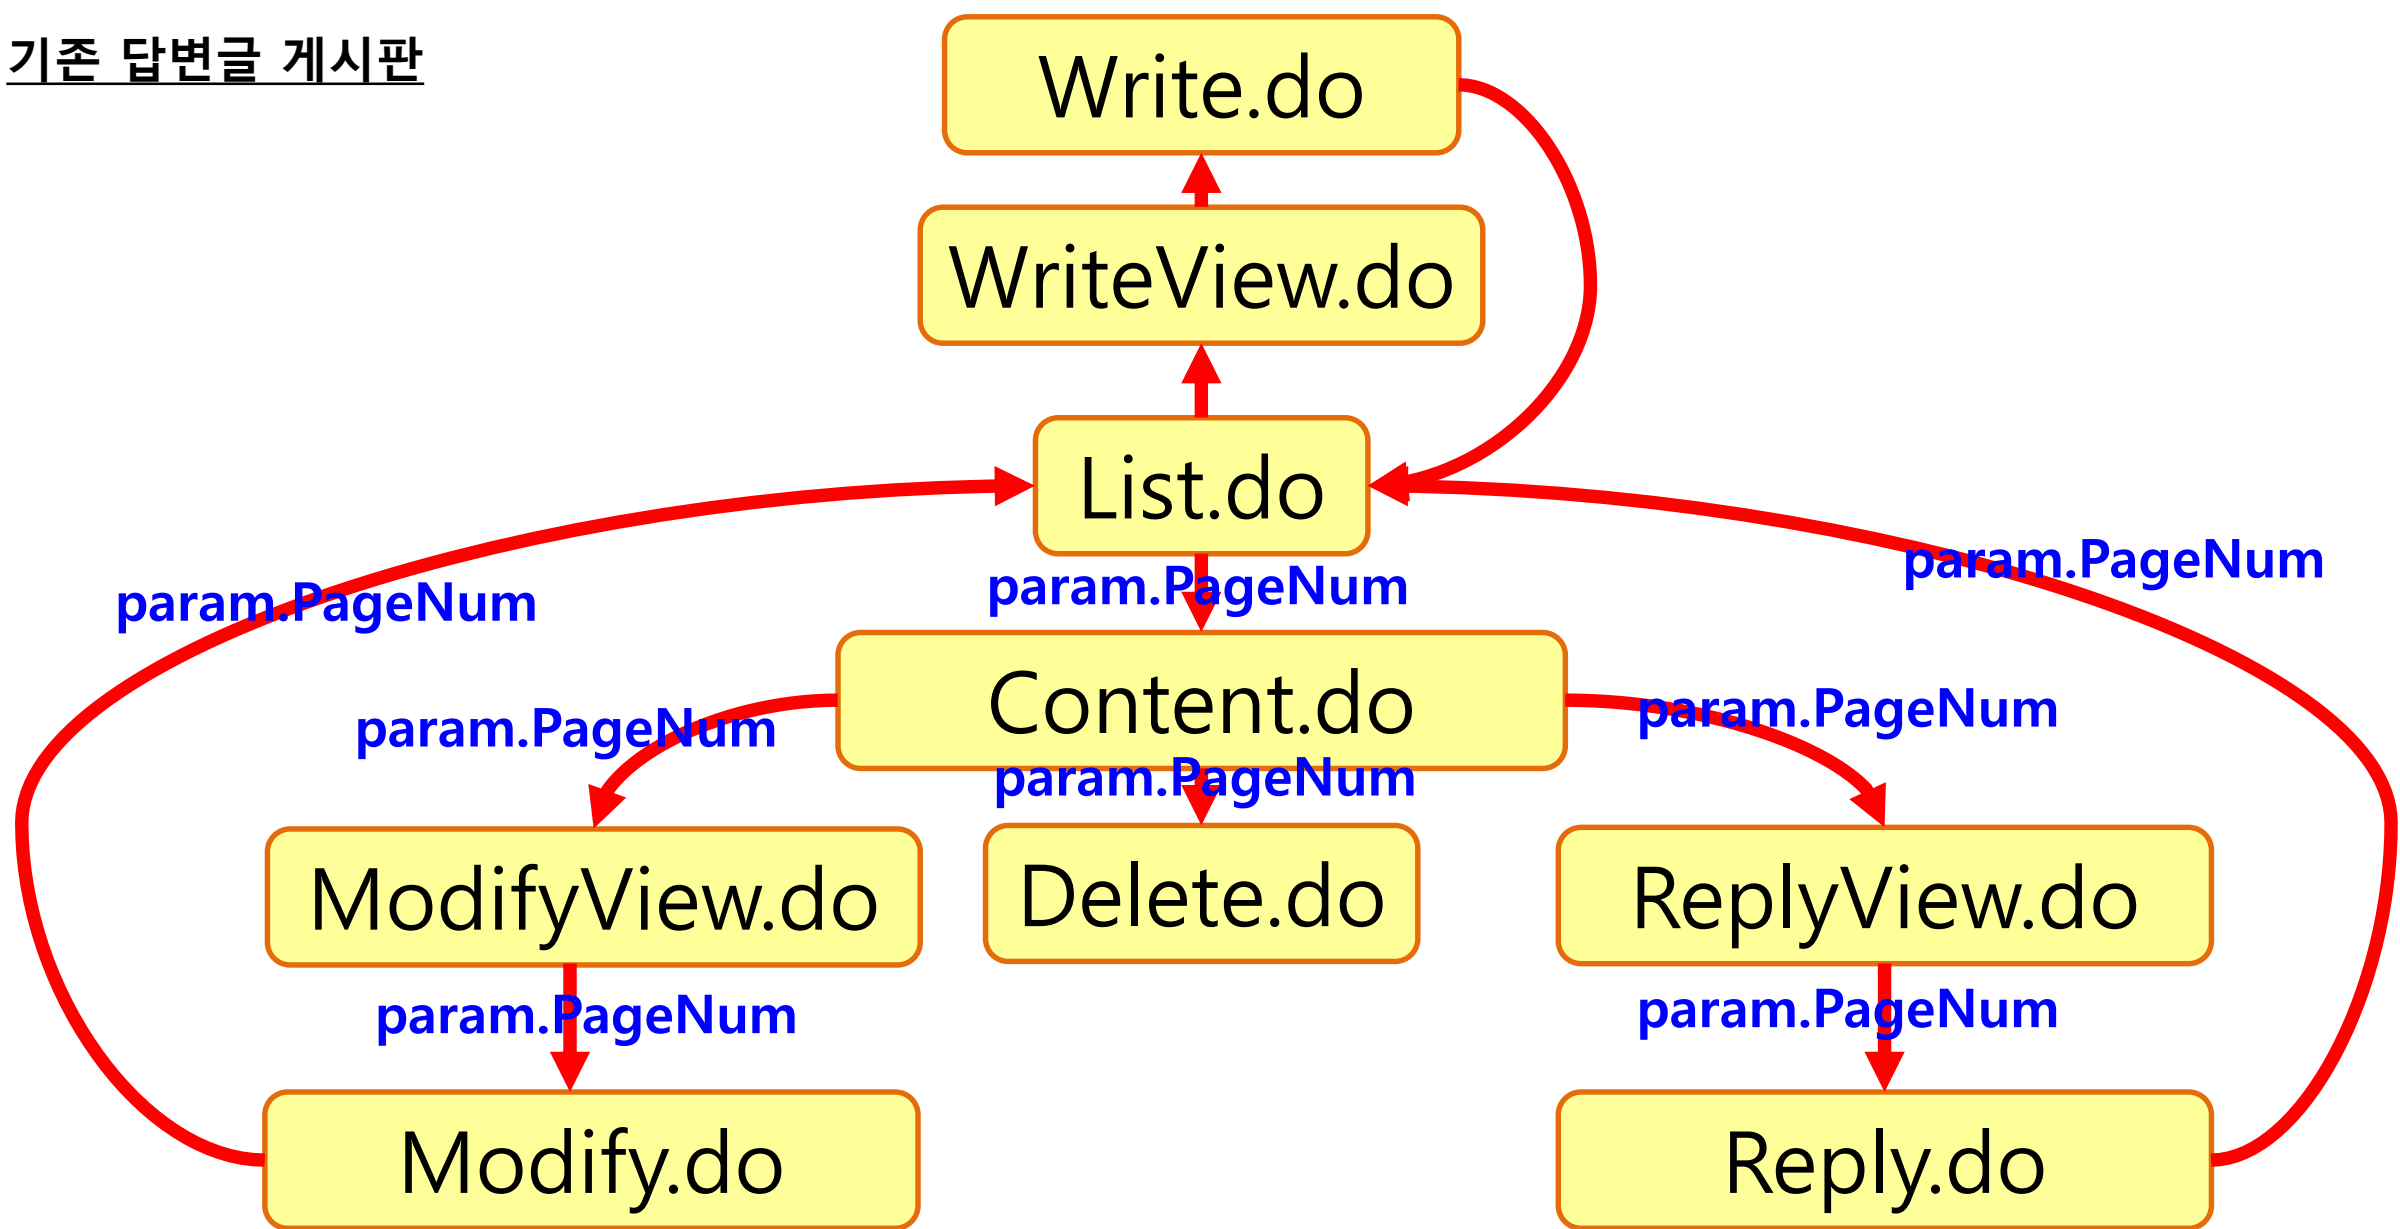 기존 답변글 게시판
Write.do
WriteView.do
List.do
param.PageNum
param.PageNum
param.PageNum
Content.do
param.PageNum
param.PageNum
param.PageNum
ModifyView.do
Delete.do
ReplyView.do
param.PageNum
param.PageNum
Modify.do
Reply.do